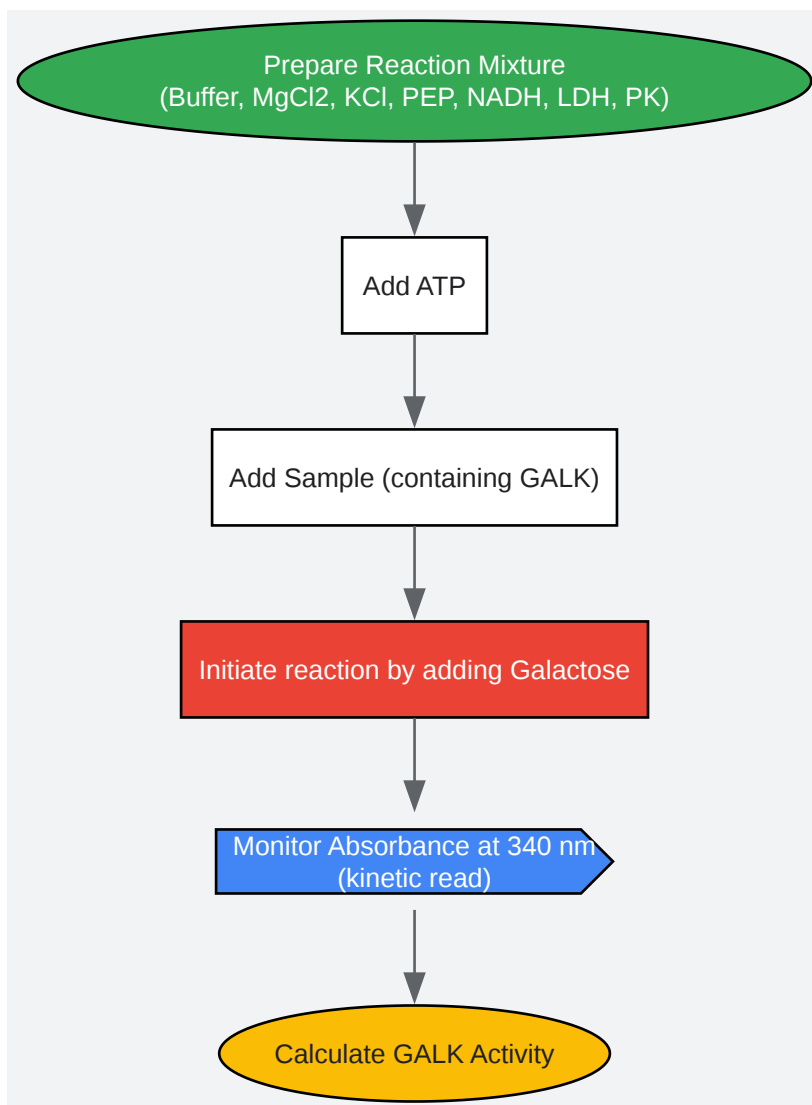 Prepare Reaction Mixture
(Buffer, MgCl2, KCl, PEP, NADH, LDH, PK)
Add ATP
Add Sample (containing GALK)
Initiate reaction by adding Galactose
Monitor Absorbance at 340 nm
(kinetic read)
Calculate GALK Activity